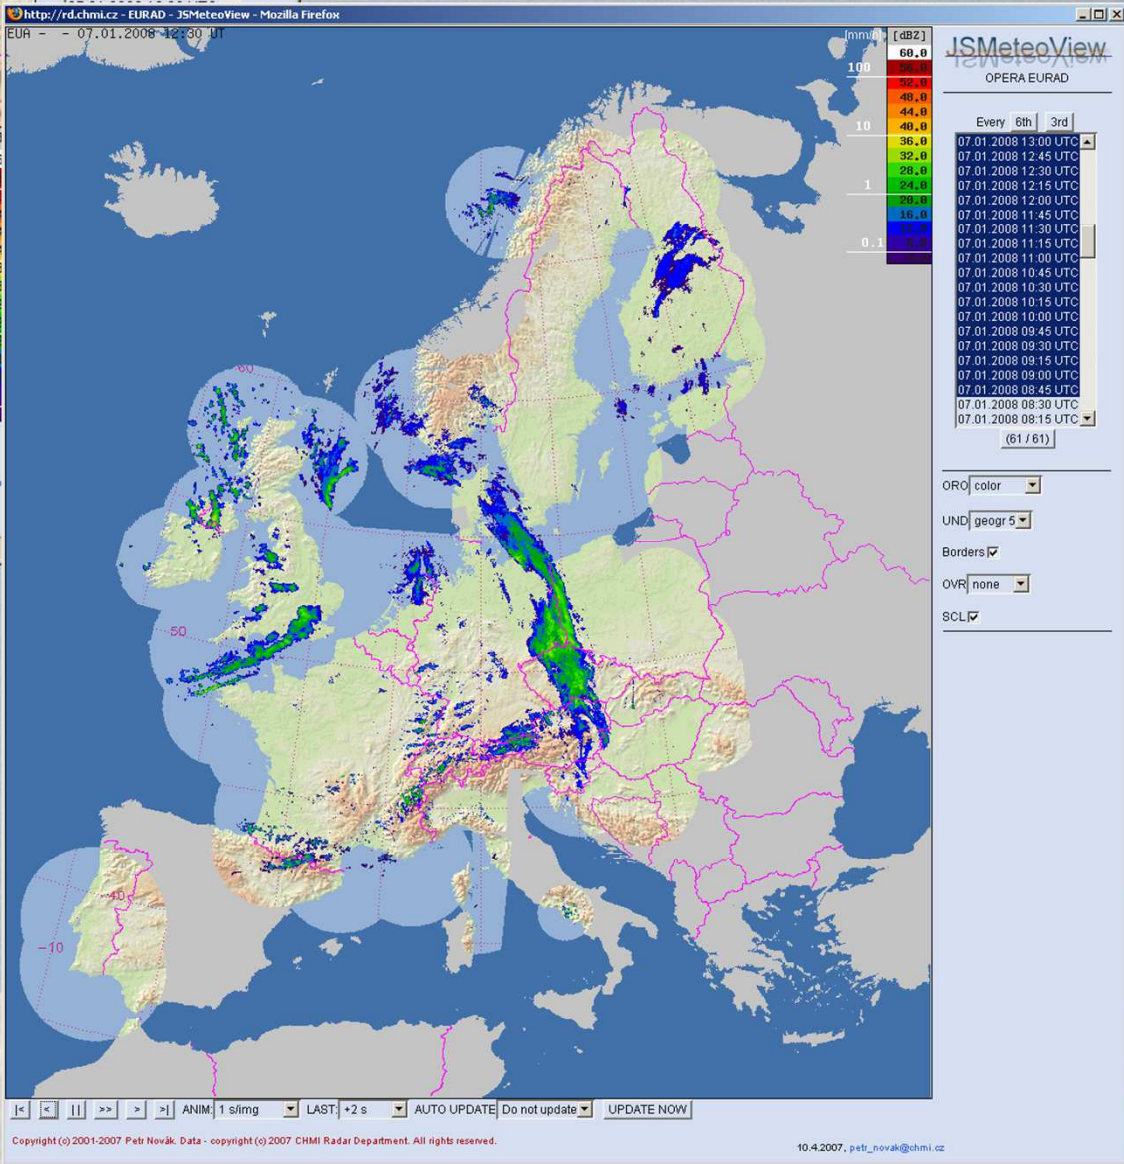 http://rd.chmi.cz - EURAD - JSMeteoView - Mozilla Firefox
EUA - - 07.01.2008 12:30 UT
[mm/h] [dBZ]
60.0
100 56.0
52.0
48.0
44.0
10 40.0
36.0
32.0
28.0
1 24.0
20.0
16.0
0.1
60
50
40
-10
JSMeteoView
OPERA EURAD
Every 6th 3rd
07.01.2008 13:00 UTC
07.01.2008 12:45 UTC
07.01.2008 12:30 UTC
07.01.2008 12:15 UTC
07.01.2008 12:00 UTC
07.01.2008 11:45 UTC
07.01.2008 11:30 UTC
07.01.2008 11:15 UTC
07.01.2008 11:00 UTC
07.01.2008 10:45 UTC
07.01.2008 10:30 UTC
07.01.2008 10:15 UTC
07.01.2008 10:00 UTC
07.01.2008 09:45 UTC
07.01.2008 09:30 UTC
07.01.2008 09:15 UTC
07.01.2008 09:00 UTC
07.01.2008 08:45 UTC
07.01.2008 08:30 UTC
07.01.2008 08:15 UTC
(61 / 61)
ORO color
UND geogr 5
Borders
OVR none
SCL
|< < || >> > >| ANIM: 1 s/img LAST: +2 s AUTO UPDATE Do not update UPDATE NOW
Copyright (c) 2001-2007 Petr Novák. Data - copyright (c) 2007 CHMI Radar Department. All rights reserved.
10.4.2007, petr_novak@chmi.cz